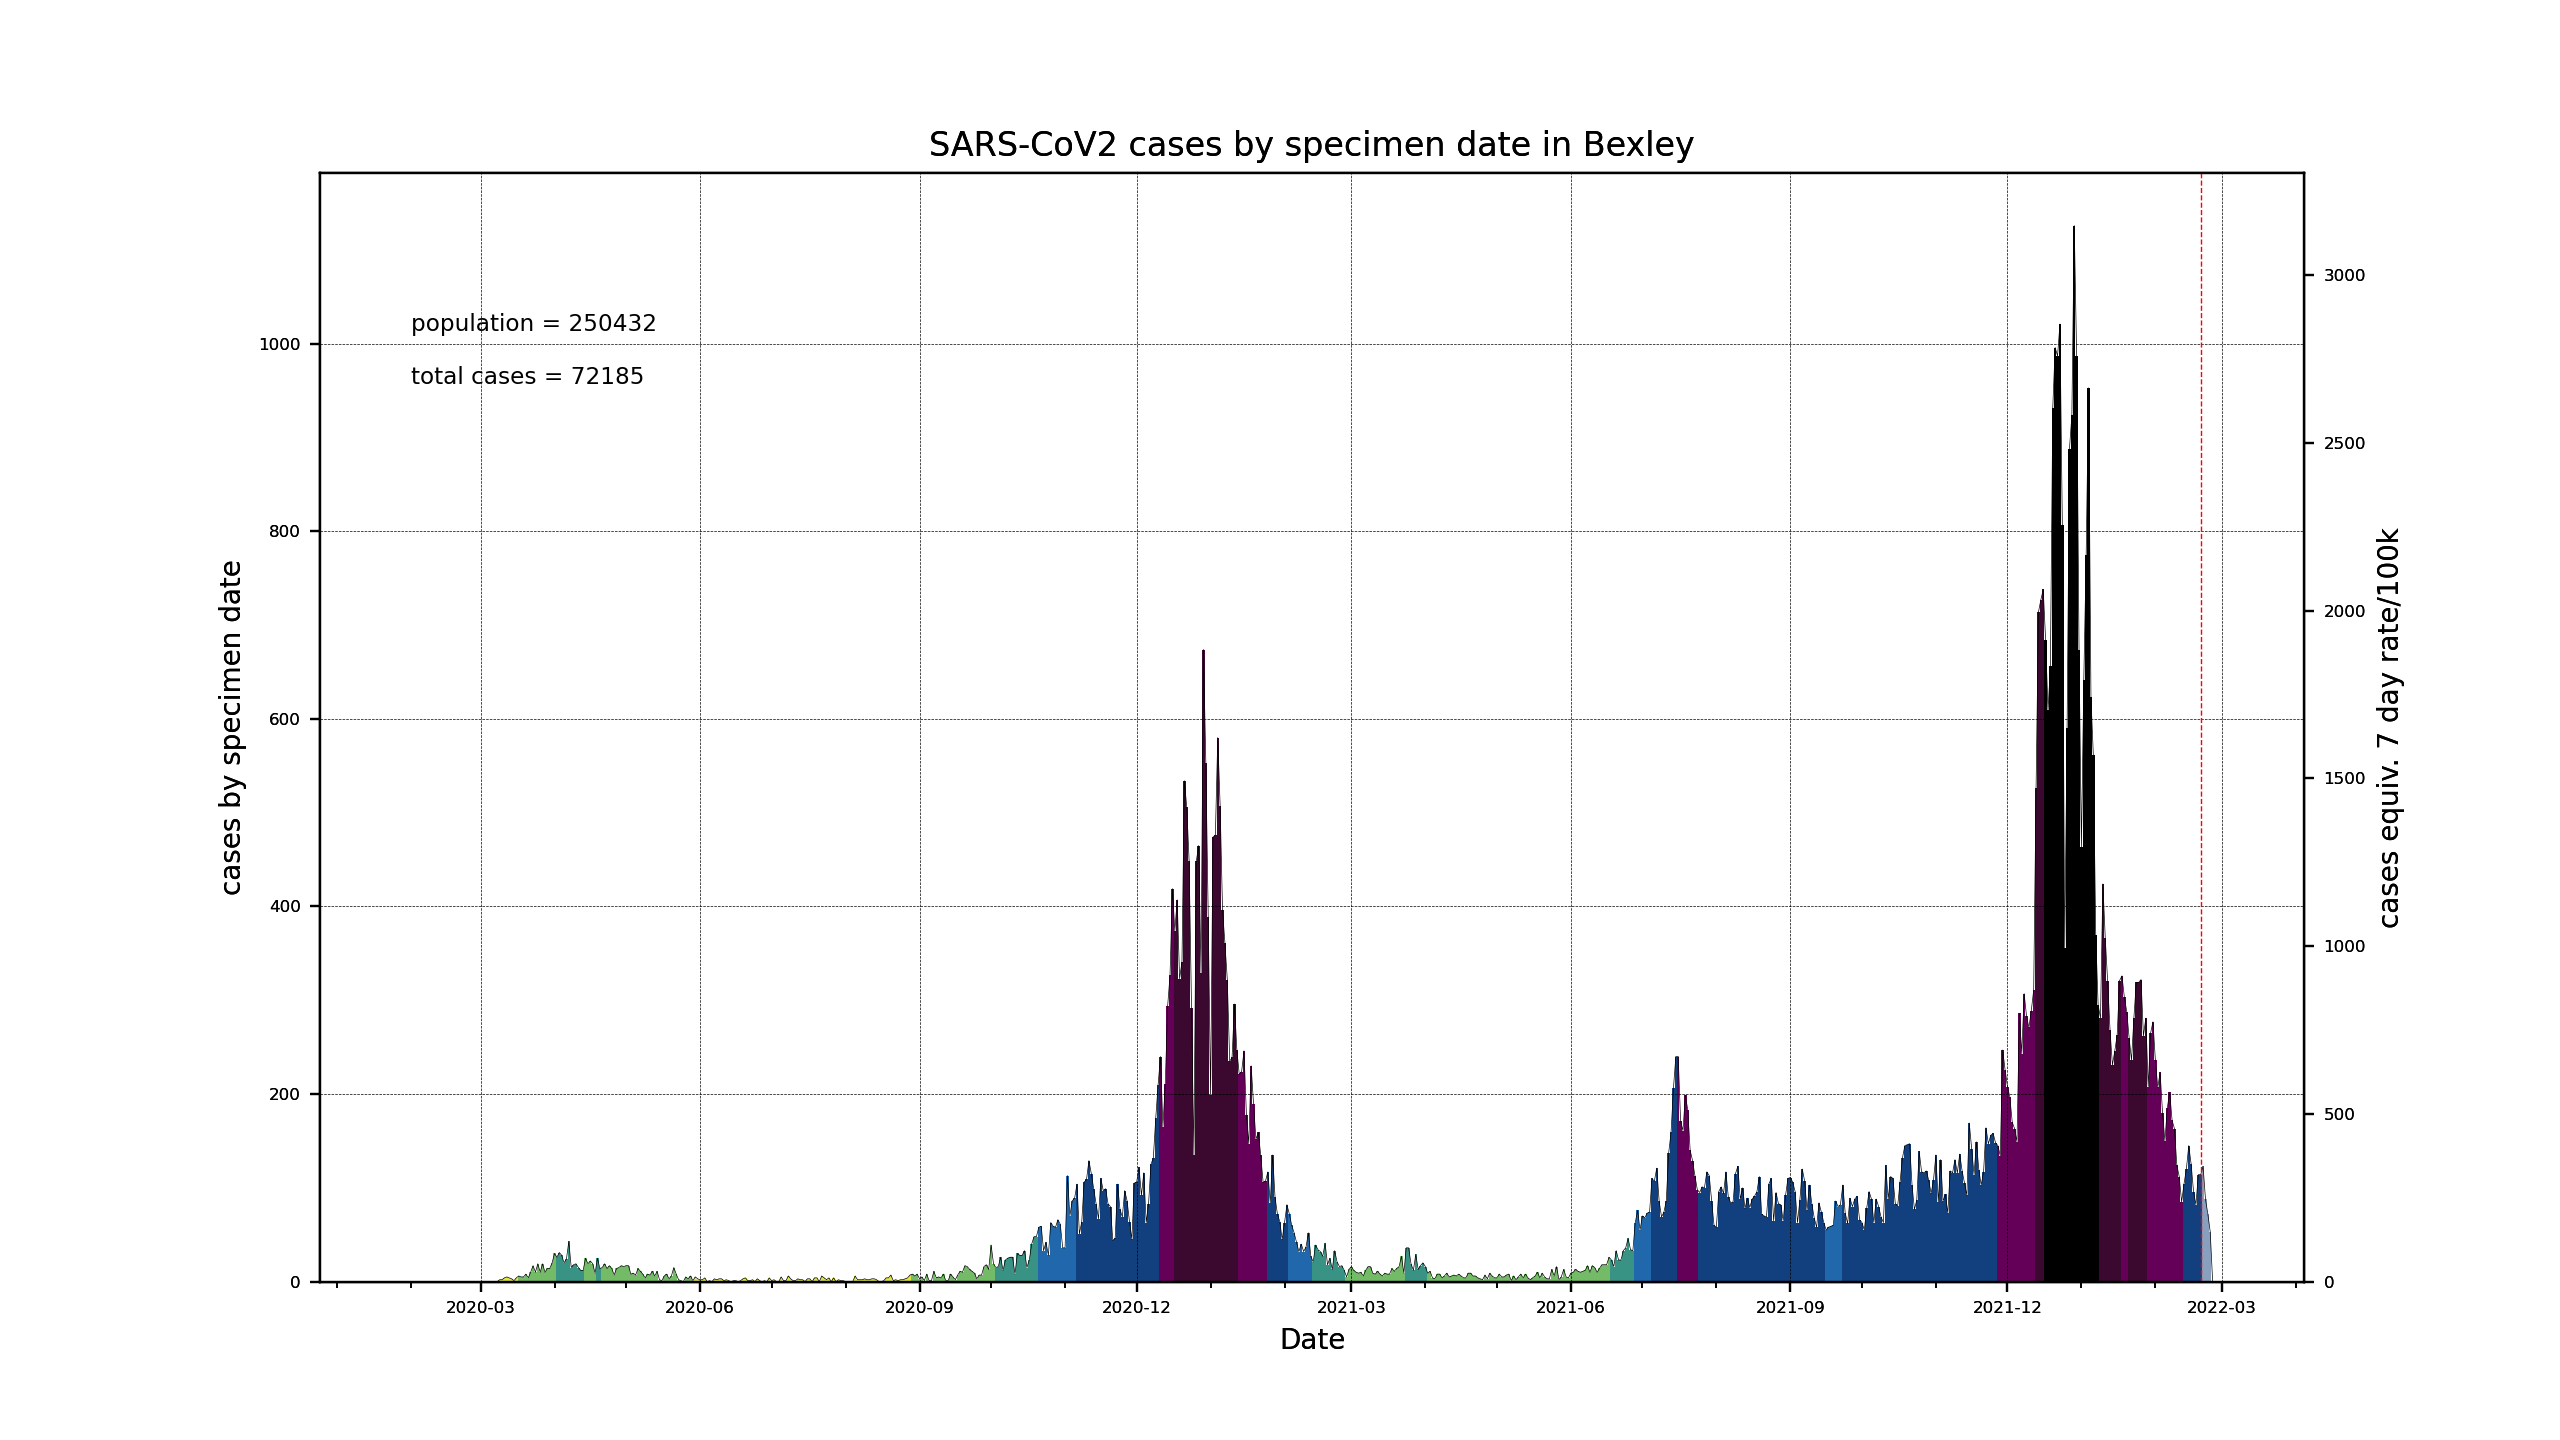 SARS-CoV2 cases by specimen date in Bexley
population = 250432
total cases = 72185
cases by specimen date
1000
800
600
400
200
0
3000
2500
2000
1500
1000
500
0
cases equiv. 7 day rate/100k
2020-03 2020-06 2020-09 2020-12 2021-03 2021-06 2021-09 2021-12 2022-03
Date